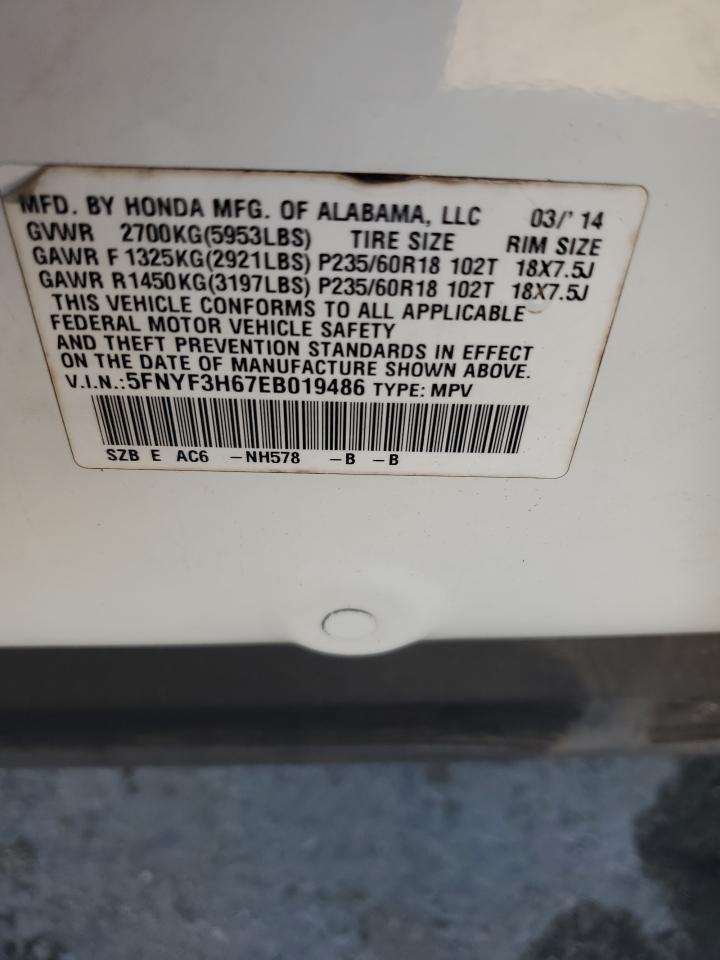 MFD. BY HONDA MFG. OF ALABAMA, LLC 03/' 14
GVWR 2700KG(5953LBS) TIRE SIZE RIM SIZE
GAWR F 1325KG(2921LBS) P235/60R18 102T 18X7.5J
GAWR R1450KG(3197LBS) P235/60R18 102T 18X7.5J
THIS VEHICLE CONFORMS TO ALL APPLICABLE
FEDERAL MOTOR VEHICLE SAFETY
AND THEFT PREVENTION STANDARDS IN EFFECT
ON THE DATE OF MANUFACTURE SHOWN ABOVE.
V.I.N.:5FNYF3H67EB019486 TYPE: MPV
SZB E AC6 -NH578 -B -B